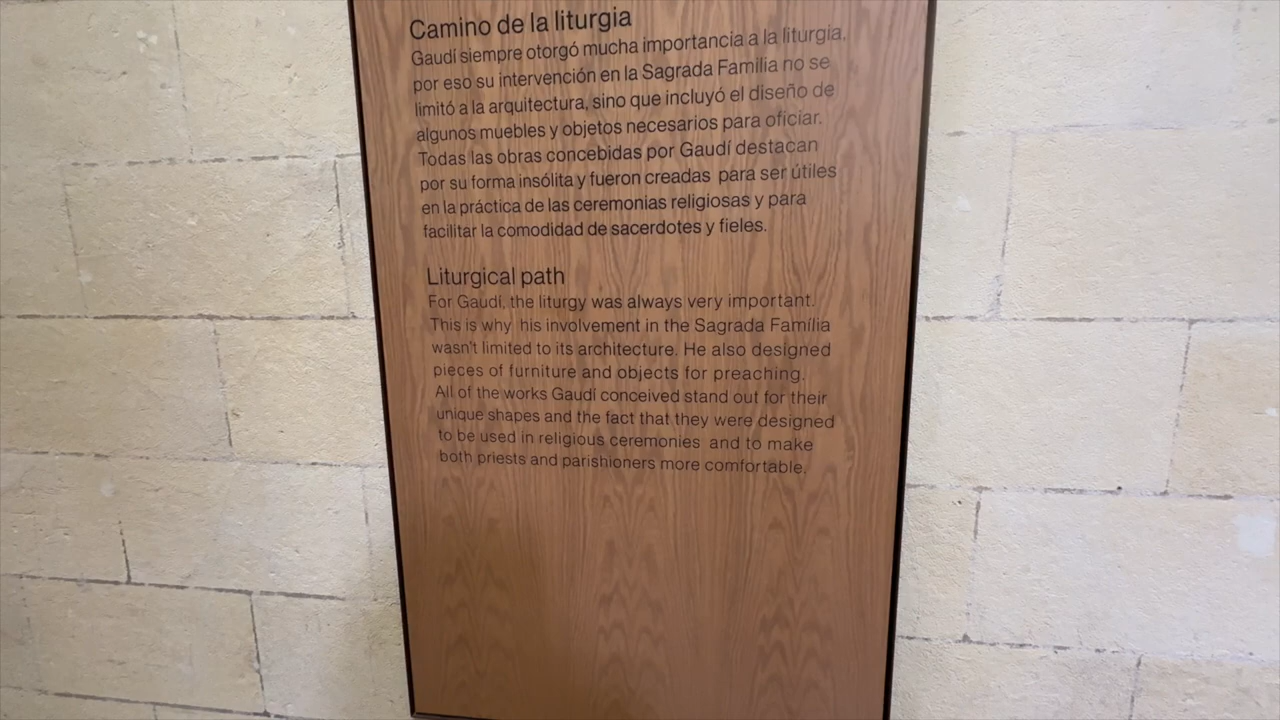 Camino de la liturgia
Gaudí siempre otorgó mucha importancia a la liturgia,
por eso su intervención en la Sagrada Familia no se
limitó a la arquitectura, sino que incluyó el diseño de
algunos muebles y objetos necesarios para oficiar.
Todas las obras concebidas por Gaudí destacan
por su forma insólita y fueron creadas para ser útiles
en la práctica de las ceremonias religiosas y para
facilitar la comodidad de sacerdotes y fieles.
Liturgical path
For Gaudí, the liturgy was always very important.
This is why his involvement in the Sagrada Família
wasn't limited to its architecture. He also designed
pieces of furniture and objects for preaching.
All of the works Gaudí conceived stand out for their
unique shapes and the fact that they were designed
to be used in religious ceremonies and to make
both priests and parishioners more comfortable.